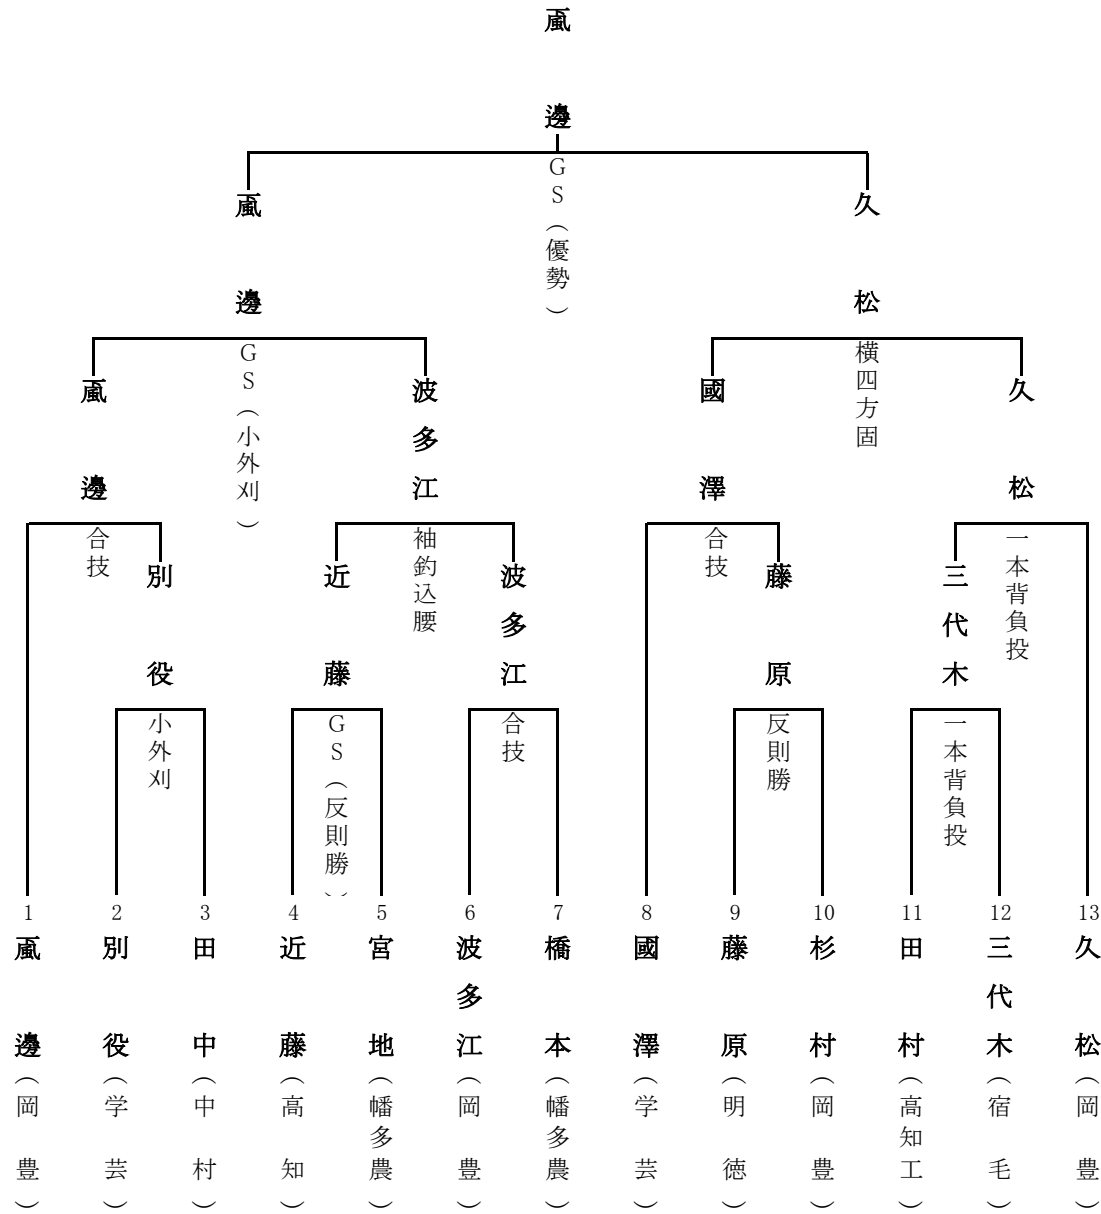 颪邊
GS（優勢）
颪邊
久松
GS（小外刈）
横四方固
颪邊
波多江
國澤
久松
合技
袖釣込腰
合技
一本背負投
別役
近藤
波多江
藤原
三代木
小外刈
GS（反則勝）
合技
反則勝
一本背負投
1 颪邊（岡豊）
2 別役（学芸）
3 田中（中村）
4 近藤（高知）
5 宮地（幡多農）
6 波多江（岡豊）
7 橋本（幡多農）
8 國澤（学芸）
9 藤原（明徳）
10 杉村（岡豊）
11 田村（高知工）
12 三代木（宿毛）
13 久松（岡豊）